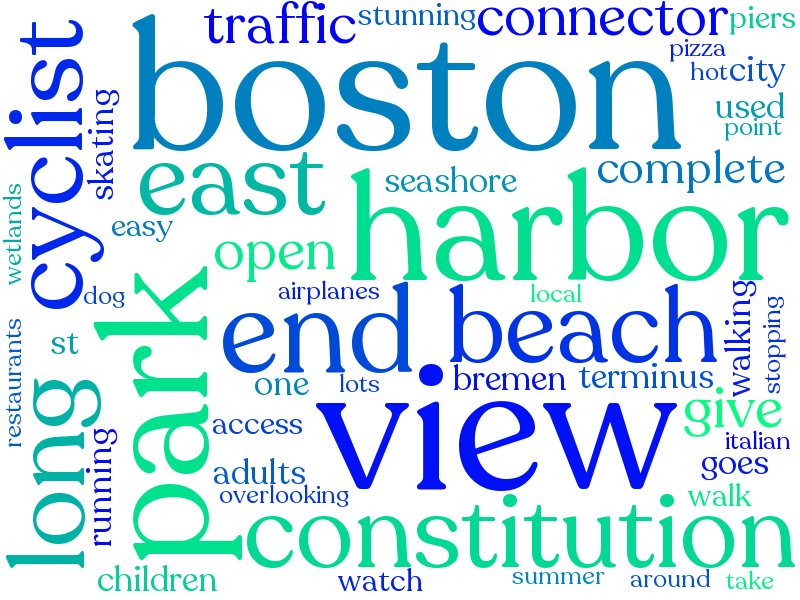 traffic
stunning
connector
piers
pizza
hot
city
boston
cyclist
skating
used
point
east
seashore
complete
wetlands
easy
open
harbor
dog
airplanes
local
park
end
beach
walking
stopping
restaurants
st
one
lots
bremen
terminus
long
running
access
view
give
italian
adults
goes
overlooking
walk
constitution
children
watch
summer
around
take